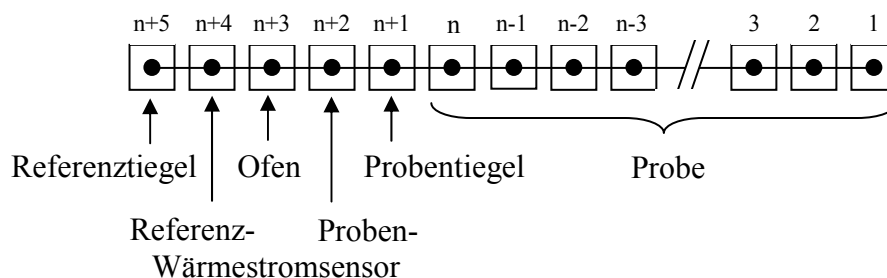 n+5 n+4 n+3 n+2 n+1 n n-1 n-2 n-3 3 2 1
Referenztiegel Ofen Probentiegel Probe
Referenz- Proben-
Wärmestromsensor